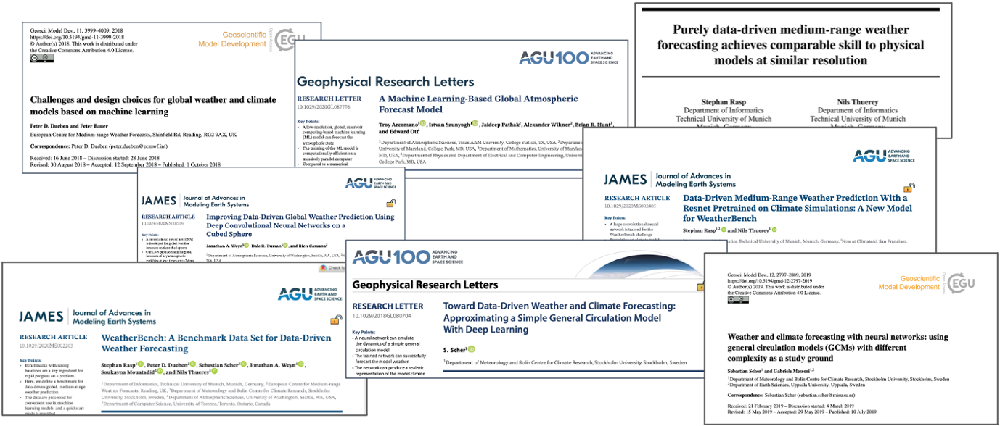 Geosci. Model Dev., 11, 3999–4009, 2018
https://doi.org/10.5194/gmd-11-3999-2018
© Author(s) 2018. This work is distributed under
the Creative Commons Attribution 4.0 License.
Geoscientific
Model Development
EGU
Challenges and design choices for global weather and climate
models based on machine learning
Peter D. Dueben and Peter Bauer
European Centre for Medium-range Weather Forecasts, Shinfield Rd, Reading, RG2 9AX, UK
Correspondence: Peter D. Dueben (peter.dueben@ecmwf.int)
Received: 16 June 2018 – Discussion started: 28 June 2018
Revised: 30 August 2018 – Accepted: 12 September 2018 – Published: 1 October 2018
AGU100 ADVANCING
EARTH AND
SPACE SCIENCE
Geophysical Research Letters
RESEARCH LETTER
10.1029/2020GL087776
Key Points:
• A low-resolution, global, reservoir
computing-based machine learning
(ML) model can forecast the
atmospheric state
• The training of the ML model is
computationally efficient on a
massively parallel computer
• Compared to a numerical
A Machine Learning-Based Global Atmospheric
Forecast Model
Troy Arcomano1, Istvan Szunyogh1, Jaideep Pathak2, Alexander Wikner2, Brian R. Hunt3,
and Edward Ott4
1Department of Atmospheric Sciences, Texas A&M University, College Station, TX, USA, 2Depart
University of Maryland, College Park, MD, USA, 3Department of Mathematics, University of Maryland
MD, USA, 4Department of Physics and Department of Electrical and Computer Engineering, Univers
College Park, MD, USA
Purely data-driven medium-range weather
forecasting achieves comparable skill to physical
models at similar resolution
Stephan Rasp
Department of Informatics
Technical University of Munich
Munich, Germany
Nils Thuerey
Department of Informatics
Technical University of Munich
Munich, Germany
AGU ADVANCING
EARTH AND
SPACE SCIENCE
JAMES Journal of Advances in
Modeling Earth Systems
RESEARCH ARTICLE
Key Points:
Improving Data-Driven Global Weather Prediction Using
Deep Convolutional Neural Networks on a
Cubed Sphere
Jonathan A. Weyn1, Dale R. Durran1, and Rich Caruana2
1Department of Atmospheric Sciences, University of Washington, Seattle, WA, USA,
WA, USA
AGU ADVANCING
EARTH AND
SPACE SCIENCE
JAMES Journal of Advances in
Modeling Earth Systems
RESEARCH ARTICLE
10.1029/2020MS002405
Key Points:
• A large convolutional neural
network is trained for the
WeatherBench challenge
Data-Driven Medium-Range Weather Prediction With a
Resnet Pretrained on Climate Simulations: A New Model
for WeatherBench
Stephan Rasp1,2 and Nils Thuerey1
matics, Technical University of Munich, Munich, Germany, 2Now at ClimateAi, San Francisco,
Check fo
AGU ADVANCING
EARTH AND
SPACE SCIENCE
JAMES Journal of Advances in
Modeling Earth Systems
RESEARCH ARTICLE
10.1029/2020MS002203
Key Points:
• Benchmarks with strong
baselines are a key ingredient for
rapid progress on a problem
• Here, we define a benchmark for
data-driven global, medium-range
weather prediction
• The data are processed for
convenient use in machine
learning models, and a quickstart
guide is provided
WeatherBench: A Benchmark Data Set for Data-Driven
Weather Forecasting
Stephan Rasp1, Peter D. Dueben2, Sebastian Scher3, Jonathan A. Weyn4,
Soukayna Mouatadid5, and Nils Thuerey1
1Department of Informatics, Technical University of Munich, Munich, Germany, 2European Centre for Medium-range
Weather Forecasts, Reading, UK, 3Department of Meteorology and Bolin Centre for Climate Research, Stockholm
University, Stockholm, Sweden, 4Department of Atmospheric Sciences, University of Washington, Seattle, WA, USA,
5Department of Computer Science, University of Toronto, Toronto, Ontario, Canada
AGU100 ADVANCING
EARTH AND
SPACE SCIENCE
Geophysical Research Letters
RESEARCH LETTER
10.1029/2018GL080704
Key Points:
• A neural network can emulate
the dynamics of a simple general
circulation model
• The trained network can successfully
forecast the model weather
• The network can produce a realistic
representation of the model climate
Toward Data-Driven Weather and Climate Forecasting:
Approximating a Simple General Circulation Model
With Deep Learning
S. Scher1
1Department of Meteorology and Bolin Centre for Climate Research, Stockholm University, Stockholm, Sweden
Geosci. Model Dev., 12, 2797–2809, 2019
https://doi.org/10.5194/gmd-12-2797-2019
© Author(s) 2019. This work is distributed under
the Creative Commons Attribution 4.0 License.
Geoscientific
Model Development
EGU
Weather and climate forecasting with neural networks: using
general circulation models (GCMs) with different
complexity as a study ground
Sebastian Scher1 and Gabriele Messori1,2
1Department of Meteorology and Bolin Centre for Climate Research, Stockholm University, Stockholm, Sweden
2Department of Earth Sciences, Uppsala University, Uppsala, Sweden
Correspondence: Sebastian Scher (sebastian.scher@misu.su.se)
Received: 21 February 2019 – Discussion started: 4 March 2019
Revised: 15 May 2019 – Accepted: 29 May 2019 – Published: 10 July 2019